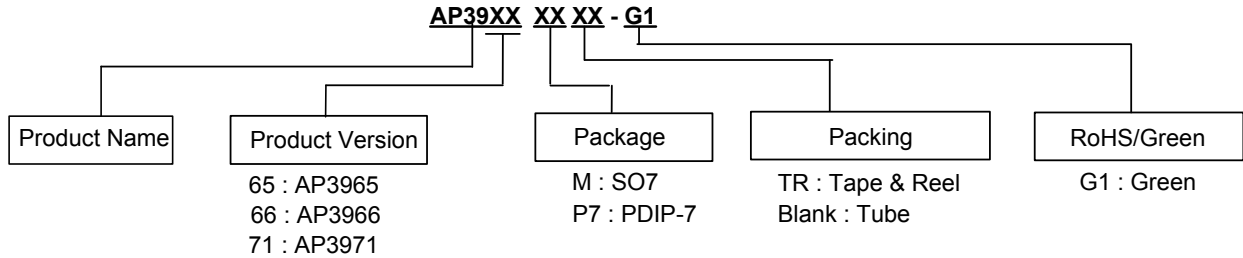 AP39XX XX XX - G1
Product Name
Product Version
Package
Packing
RoHS/Green
65 : AP3965
66 : AP3966
71 : AP3971
M : SO7
P7 : PDIP-7
TR : Tape & Reel
Blank : Tube
G1 : Green